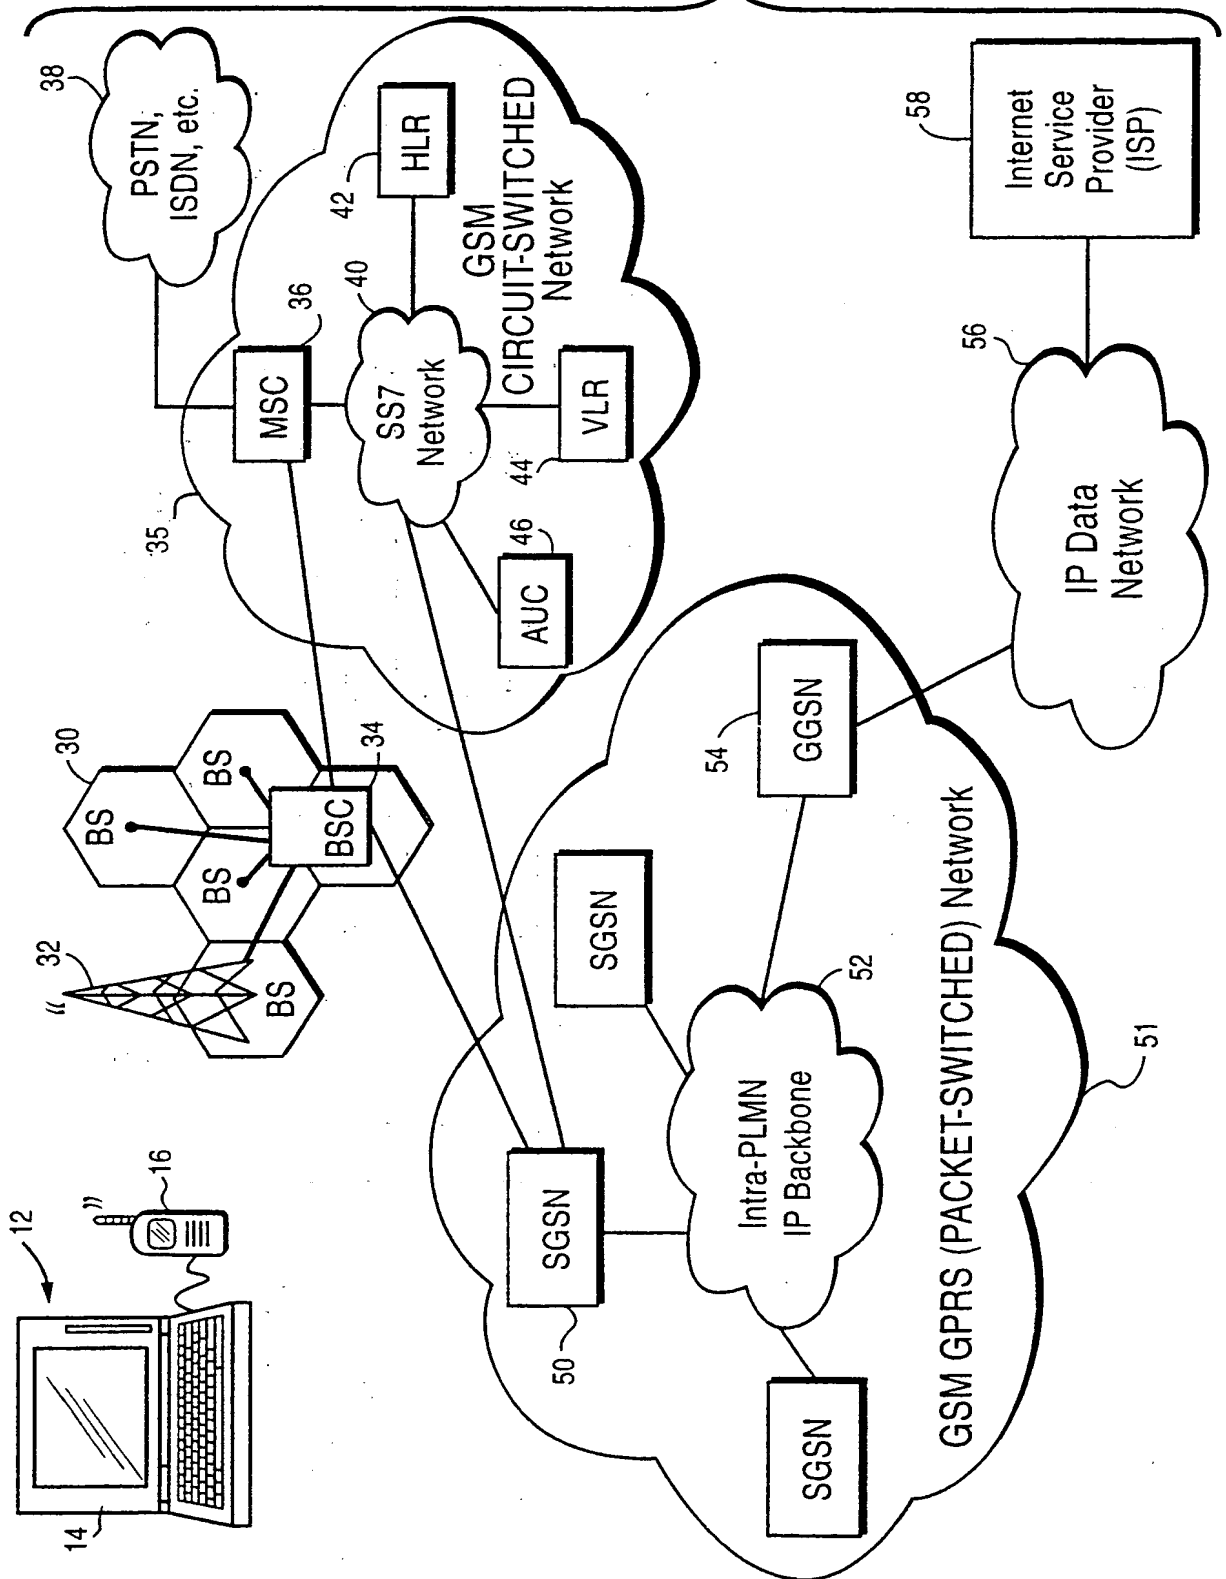 12
14
16
32
BS
BS
BS
BS
30
BSC
34
35
MSC
36
PSTN,
ISDN, etc.
38
SS7
Network
40
HLR
42
VLR
44
AUC
46
GSM
CIRCUIT-SWITCHED
Network
SGSN
50
SGSN
SGSN
Intra-PLMN
IP Backbone
52
GGSN
54
GSM GPRS (PACKET-SWITCHED) Network
51
IP Data
Network
56
Internet
Service
Provider
(ISP)
58